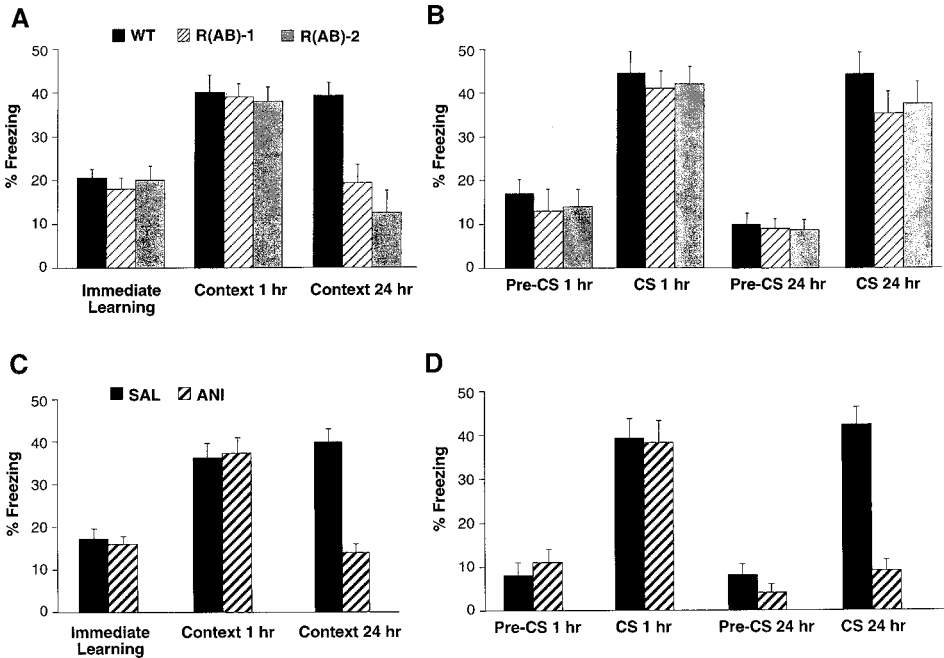 A
WT R(AB)-1 R(AB)-2
% Freezing
50
40
30
20
10
0
Immediate Learning
Context 1 hr
Context 24 hr
B
% Freezing
50
40
30
20
10
0
Pre-CS 1 hr
CS 1 hr
Pre-CS 24 hr
CS 24 hr
C
SAL ANI
% Freezing
50
40
30
20
10
0
Immediate Learning
Context 1 hr
Context 24 hr
D
% Freezing
50
40
30
20
10
0
Pre-CS 1 hr
CS 1 hr
Pre-CS 24 hr
CS 24 hr